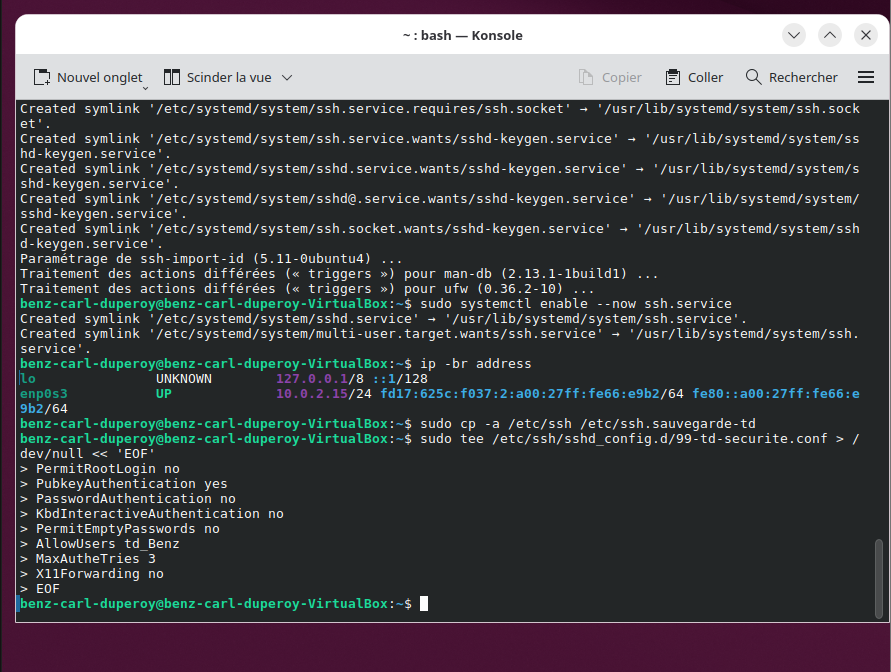 ~ : bash — Konsole
Nouvel onglet
Scinder la vue
Copier
Coller
Rechercher
Created symlink '/etc/systemd/system/ssh.service.requires/ssh.socket' → '/usr/lib/systemd/system/ssh.sock
et'.
Created symlink '/etc/systemd/system/ssh.service.wants/sshd-keygen.service' → '/usr/lib/systemd/system/ss
hd-keygen.service'.
Created symlink '/etc/systemd/system/sshd.service.wants/sshd-keygen.service' → '/usr/lib/systemd/system/s
shd-keygen.service'.
Created symlink '/etc/systemd/system/sshd@.service.wants/sshd-keygen.service' → '/usr/lib/systemd/system/
sshd-keygen.service'.
Created symlink '/etc/systemd/system/ssh.socket.wants/sshd-keygen.service' → '/usr/lib/systemd/system/ssh
d-keygen.service'.
Paramétrage de ssh-import-id (5.11-0ubuntu4) ...
Traitement des actions différées (« triggers ») pour man-db (2.13.1-1build1) ...
Traitement des actions différées (« triggers ») pour ufw (0.36.2-10) ...
benz-carl-duperoy@benz-carl-duperoy-VirtualBox:~$ sudo systemctl enable --now ssh.service
Created symlink '/etc/systemd/system/sshd.service' → '/usr/lib/systemd/system/ssh.service'.
Created symlink '/etc/systemd/system/multi-user.target.wants/ssh.service' → '/usr/lib/systemd/system/ssh.
service'.
benz-carl-duperoy@benz-carl-duperoy-VirtualBox:~$ ip -br address
lo UNKNOWN 127.0.0.1/8 ::1/128
enp0s3 UP 10.0.2.15/24 fd17:625c:f037:2:a00:27ff:fe66:e9b2/64 fe80::a00:27ff:fe66:e
9b2/64
benz-carl-duperoy@benz-carl-duperoy-VirtualBox:~$ sudo cp -a /etc/ssh /etc/ssh.sauvegarde-td
benz-carl-duperoy@benz-carl-duperoy-VirtualBox:~$ sudo tee /etc/ssh/sshd_config.d/99-td-securite.conf > /
dev/null << 'EOF'
> PermitRootLogin no
> PubkeyAuthentication yes
> PasswordAuthentication no
> KbdInteractiveAuthentication no
> PermitEmptyPasswords no
> AllowUsers td_Benz
> MaxAutheTries 3
> X11Forwarding no
> EOF
benz-carl-duperoy@benz-carl-duperoy-VirtualBox:~$